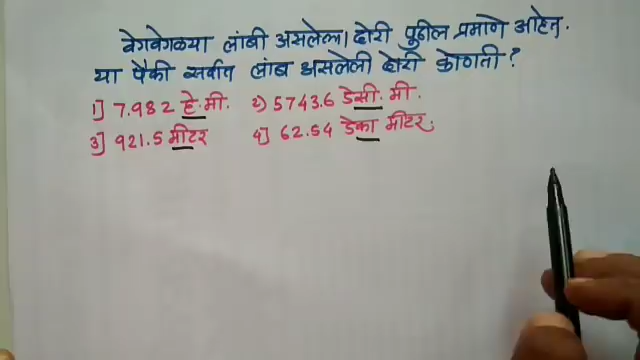 वेगवेगळया लांबी असलेला दोरी पुढील प्रमाणे आहेत.
या पैकी सर्वात लांब असलेली दोरी कोणती?
1] 7.982 हे. मी. 2) 5743.6 डेसी. मी.
3] 921.5 मीटर 4] 62.54 डेका मीटर.